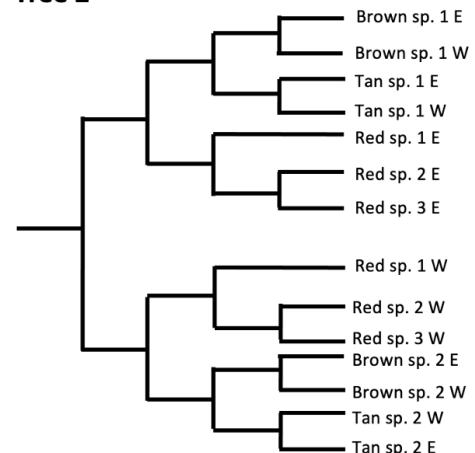 Brown sp. 1 E
Brown sp. 1 W
Tan sp. 1 E
Tan sp. 1 W
Red sp. 1 E
Red sp. 2 E
Red sp. 3 E
Red sp. 1 W
Red sp. 2 W
Red sp. 3 W
Brown sp. 2 E
Brown sp. 2 W
Tan sp. 2 W
Tan sp. 2 E